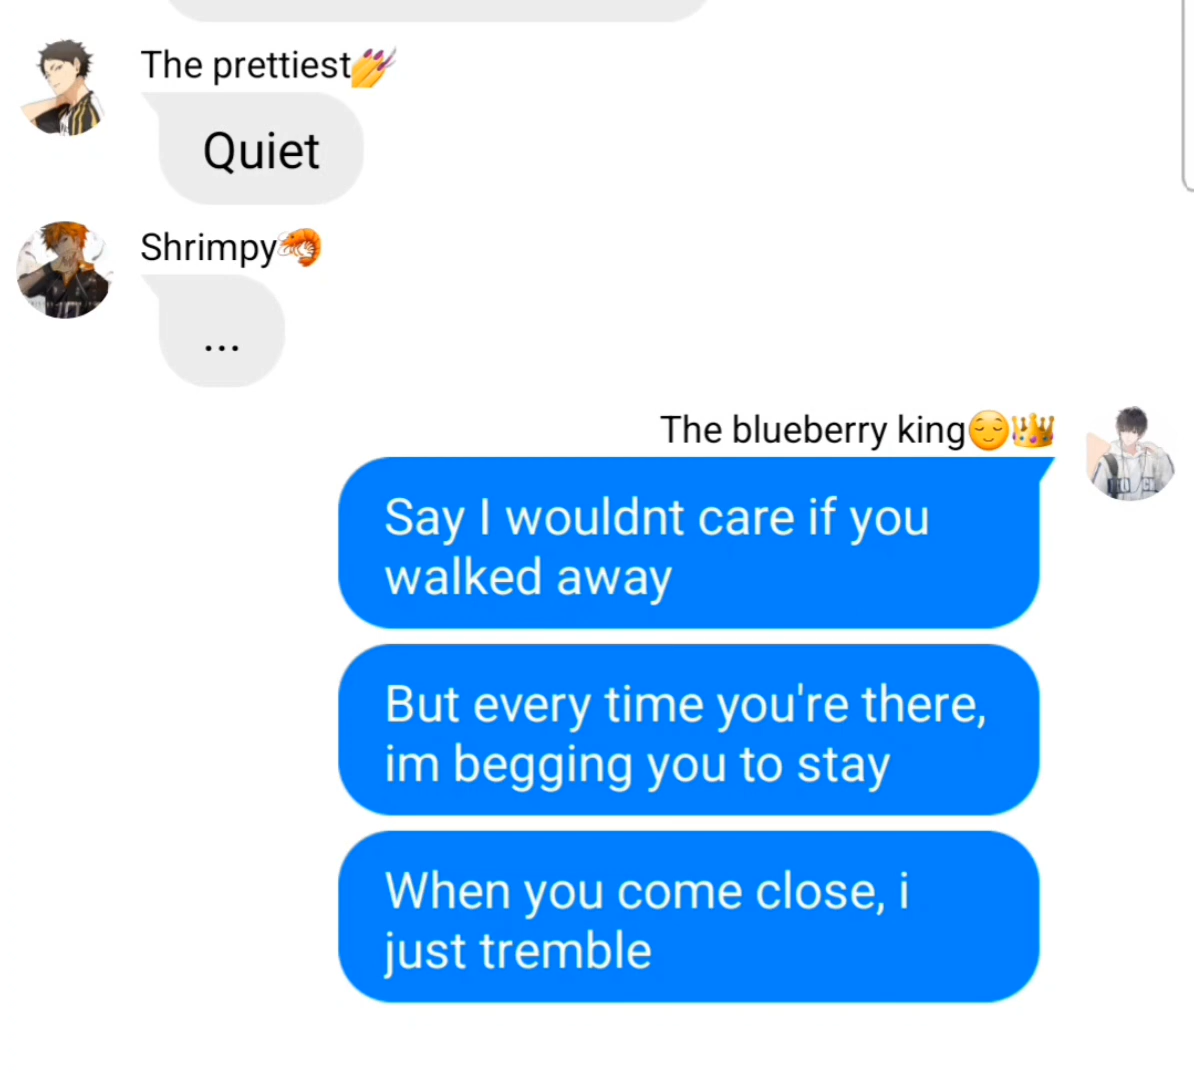 The prettiest💅
Quiet
Shrimpy🦐
...
The blueberry king😌👑
Say I wouldnt care if you
walked away
But every time you're there,
im begging you to stay
When you come close, i
just tremble